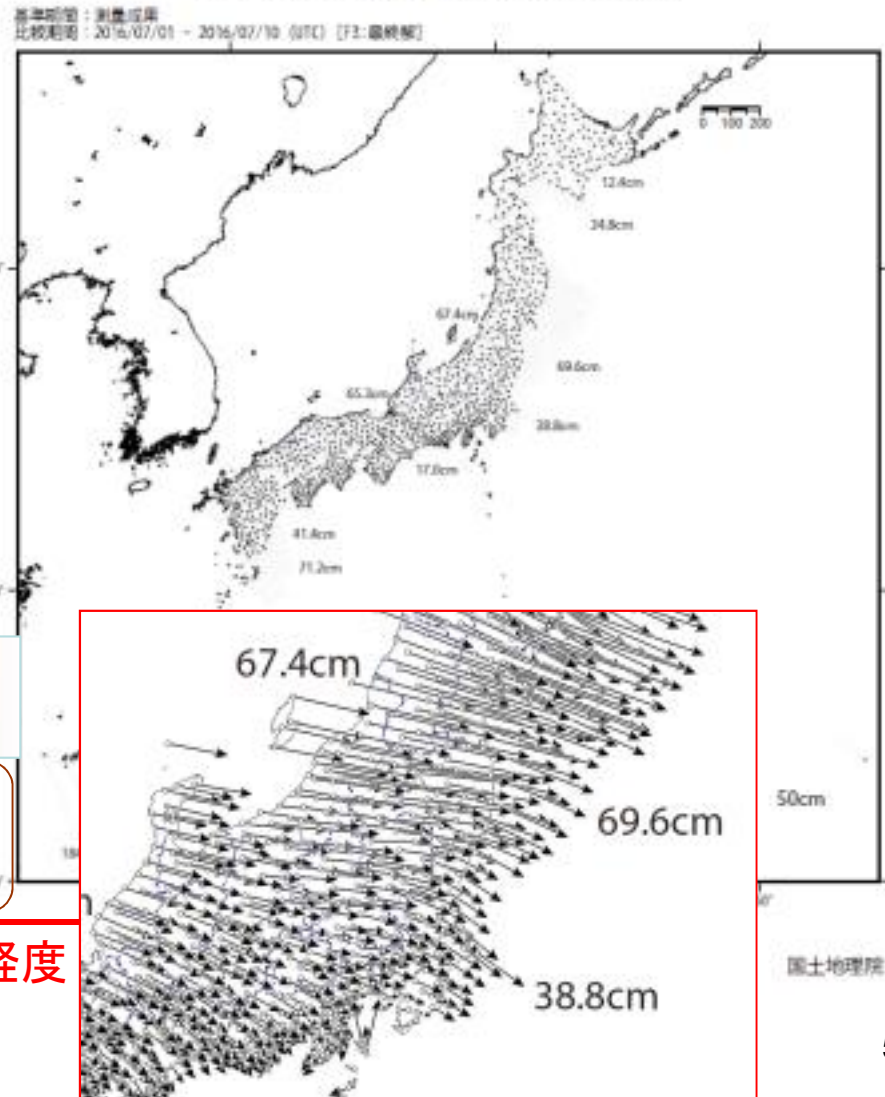 基準期間：測量成果
比較期間：2016/07/01 - 2016/07/10 (UTC) [F3:最終解]
0 100 200
12.4cm
24.8cm
67.4cm
69.6cm
65.3cm
38.8cm
17.0cm
41.4cm
71.2cm
67.4cm
69.6cm
50cm
38.8cm
経度
国土地理院